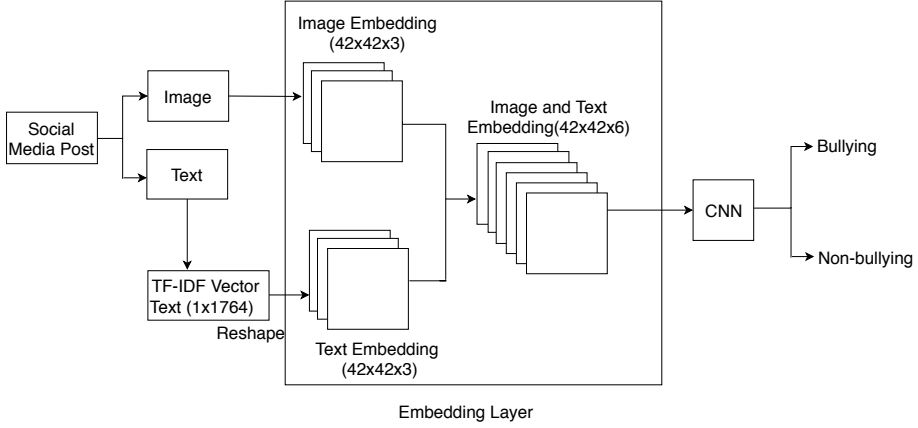 Social
Media Post
Image
Text
TF-IDF Vector
Text (1x1764)
Reshape
Image Embedding
(42x42x3)
Text Embedding
(42x42x3)
Image and Text
Embedding(42x42x6)
CNN
Bullying
Non-bullying
Embedding Layer